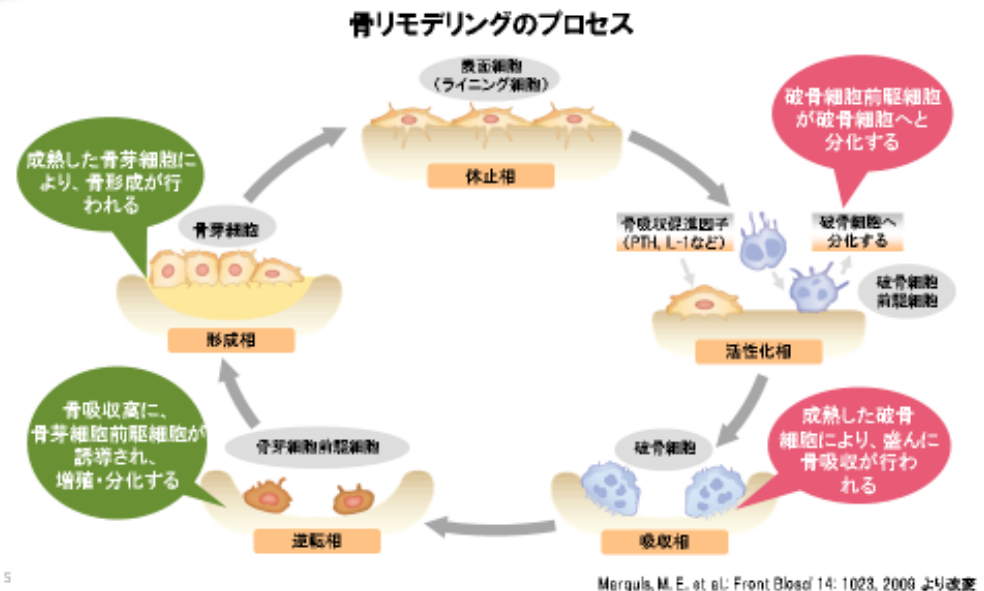 骨リモデリングのプロセス
表面細胞
（ライニング細胞）
休止相
破骨細胞前駆細胞
が破骨細胞へと
分化する
骨吸収促進因子
（PTH, IL-1など）
破骨細胞へ
分化する
破骨細胞
前駆細胞
活性化相
成熟した破骨
細胞により、盛んに
骨吸収が行わ
れる
破骨細胞
吸収相
骨芽細胞前駆細胞
逆転相
骨吸収窩に、
骨芽細胞前駆細胞が
誘導され、
増殖・分化する
成熟した骨芽細胞に
より、骨形成が行
われる
骨芽細胞
形成相
5
Marquis, M. E. et al.: Front Biosci 14: 1023, 2009 より改変